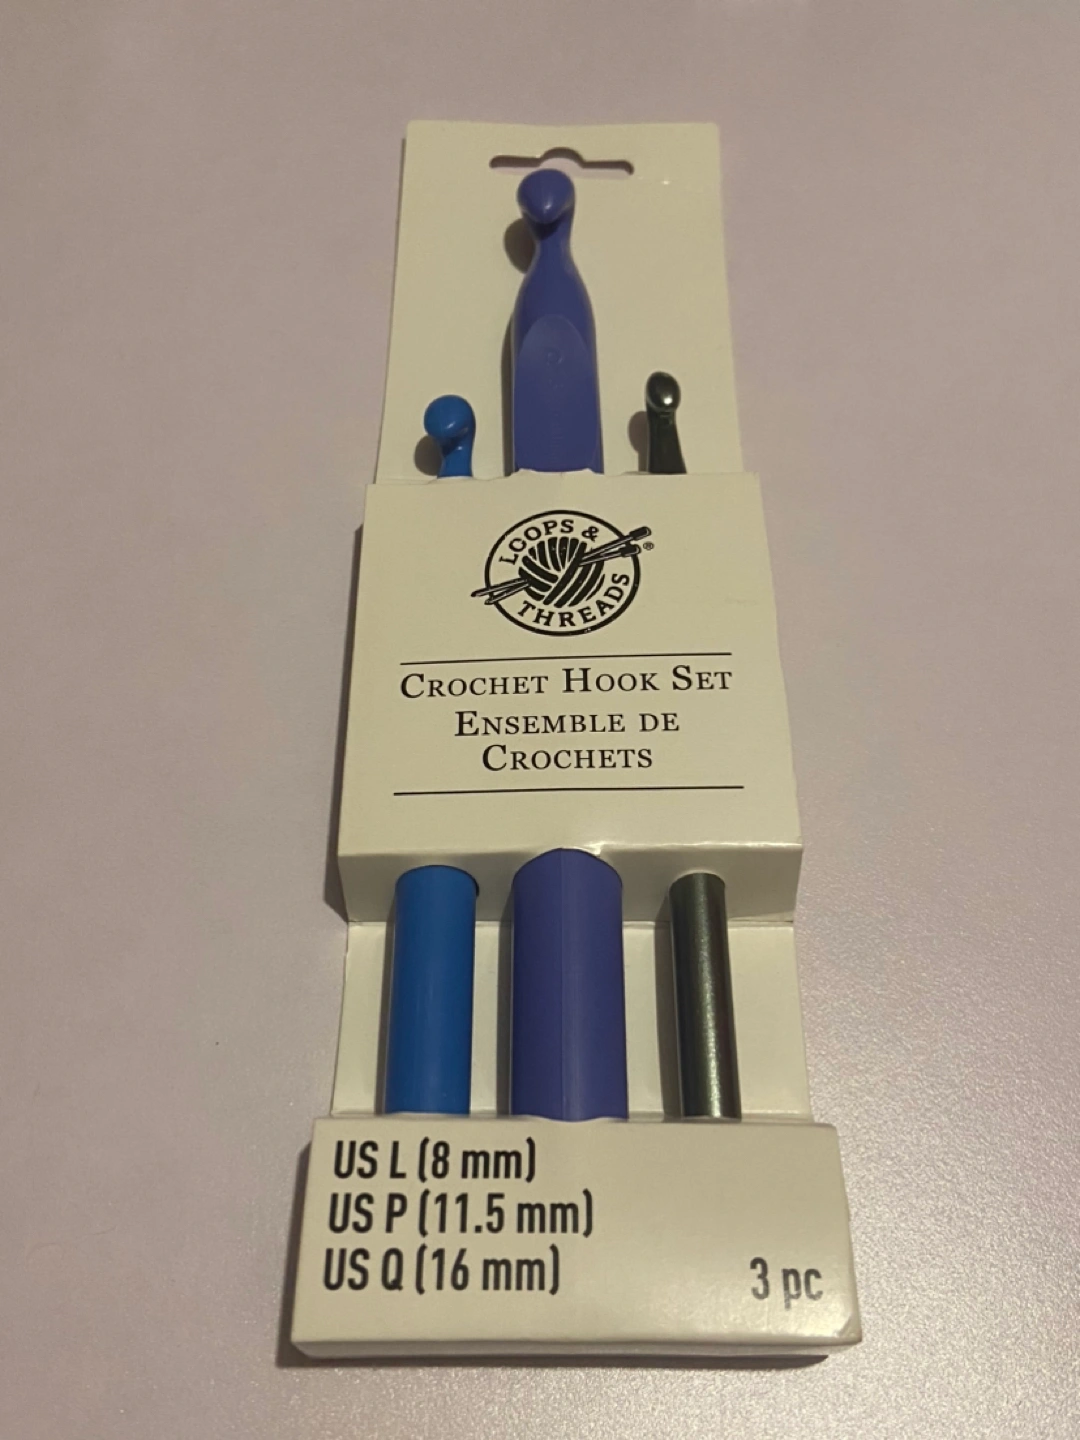 LOOPS &
THREADS
®
CROCHET HOOK SET
ENSEMBLE DE
CROCHETS
US L (8 mm)
US P (11.5 mm)
US Q (16 mm)
3 pc